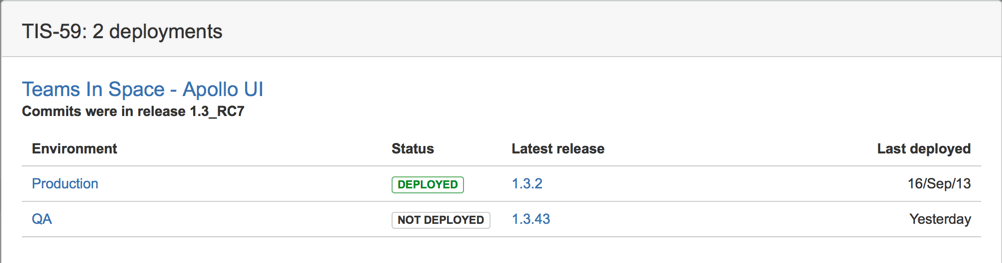 TIS-59: 2 deployments
Teams In Space - Apollo UI
Commits were in release 1.3_RC7
Environment Status Latest release Last deployed
Production DEPLOYED 1.3.2 16/Sep/13
QA NOT DEPLOYED 1.3.43 Yesterday